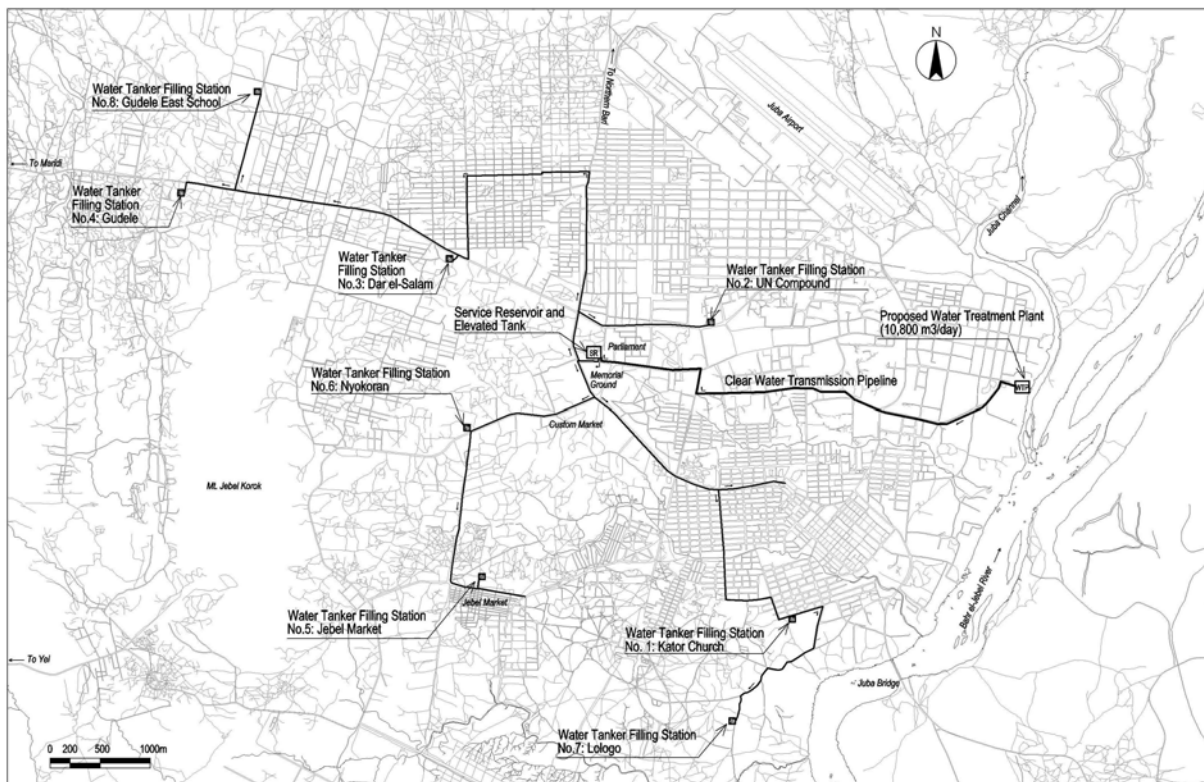 N
To Northern Bari
Juba Airport
Water Tanker Filling Station
No.8: Gudele East School
To Maridi
Water Tanker
Filling Station
No.4: Gudele
Juba Channel
Water Tanker
Filling Station
No.3: Dar el-Salam
Water Tanker Filling Station
No.2: UN Compound
Service Reservoir and
Elevated Tank
Proposed Water Treatment Plant
(10,800 m3/day)
SR
Parliament
Memorial
Ground
Clear Water Transmission Pipeline
WTP
Water Tanker Filling Station
No.6: Nyokoran
Custom Market
Mt. Jebel Korok
Bahr el-Jebel River
Jebel Market
Water Tanker Filling Station
No.5: Jebel Market
Water Tanker Filling Station
No. 1: Kator Church
To Yei
Juba Bridge
Water Tanker Filling Station
No.7: Lologo
0 200 500 1000m